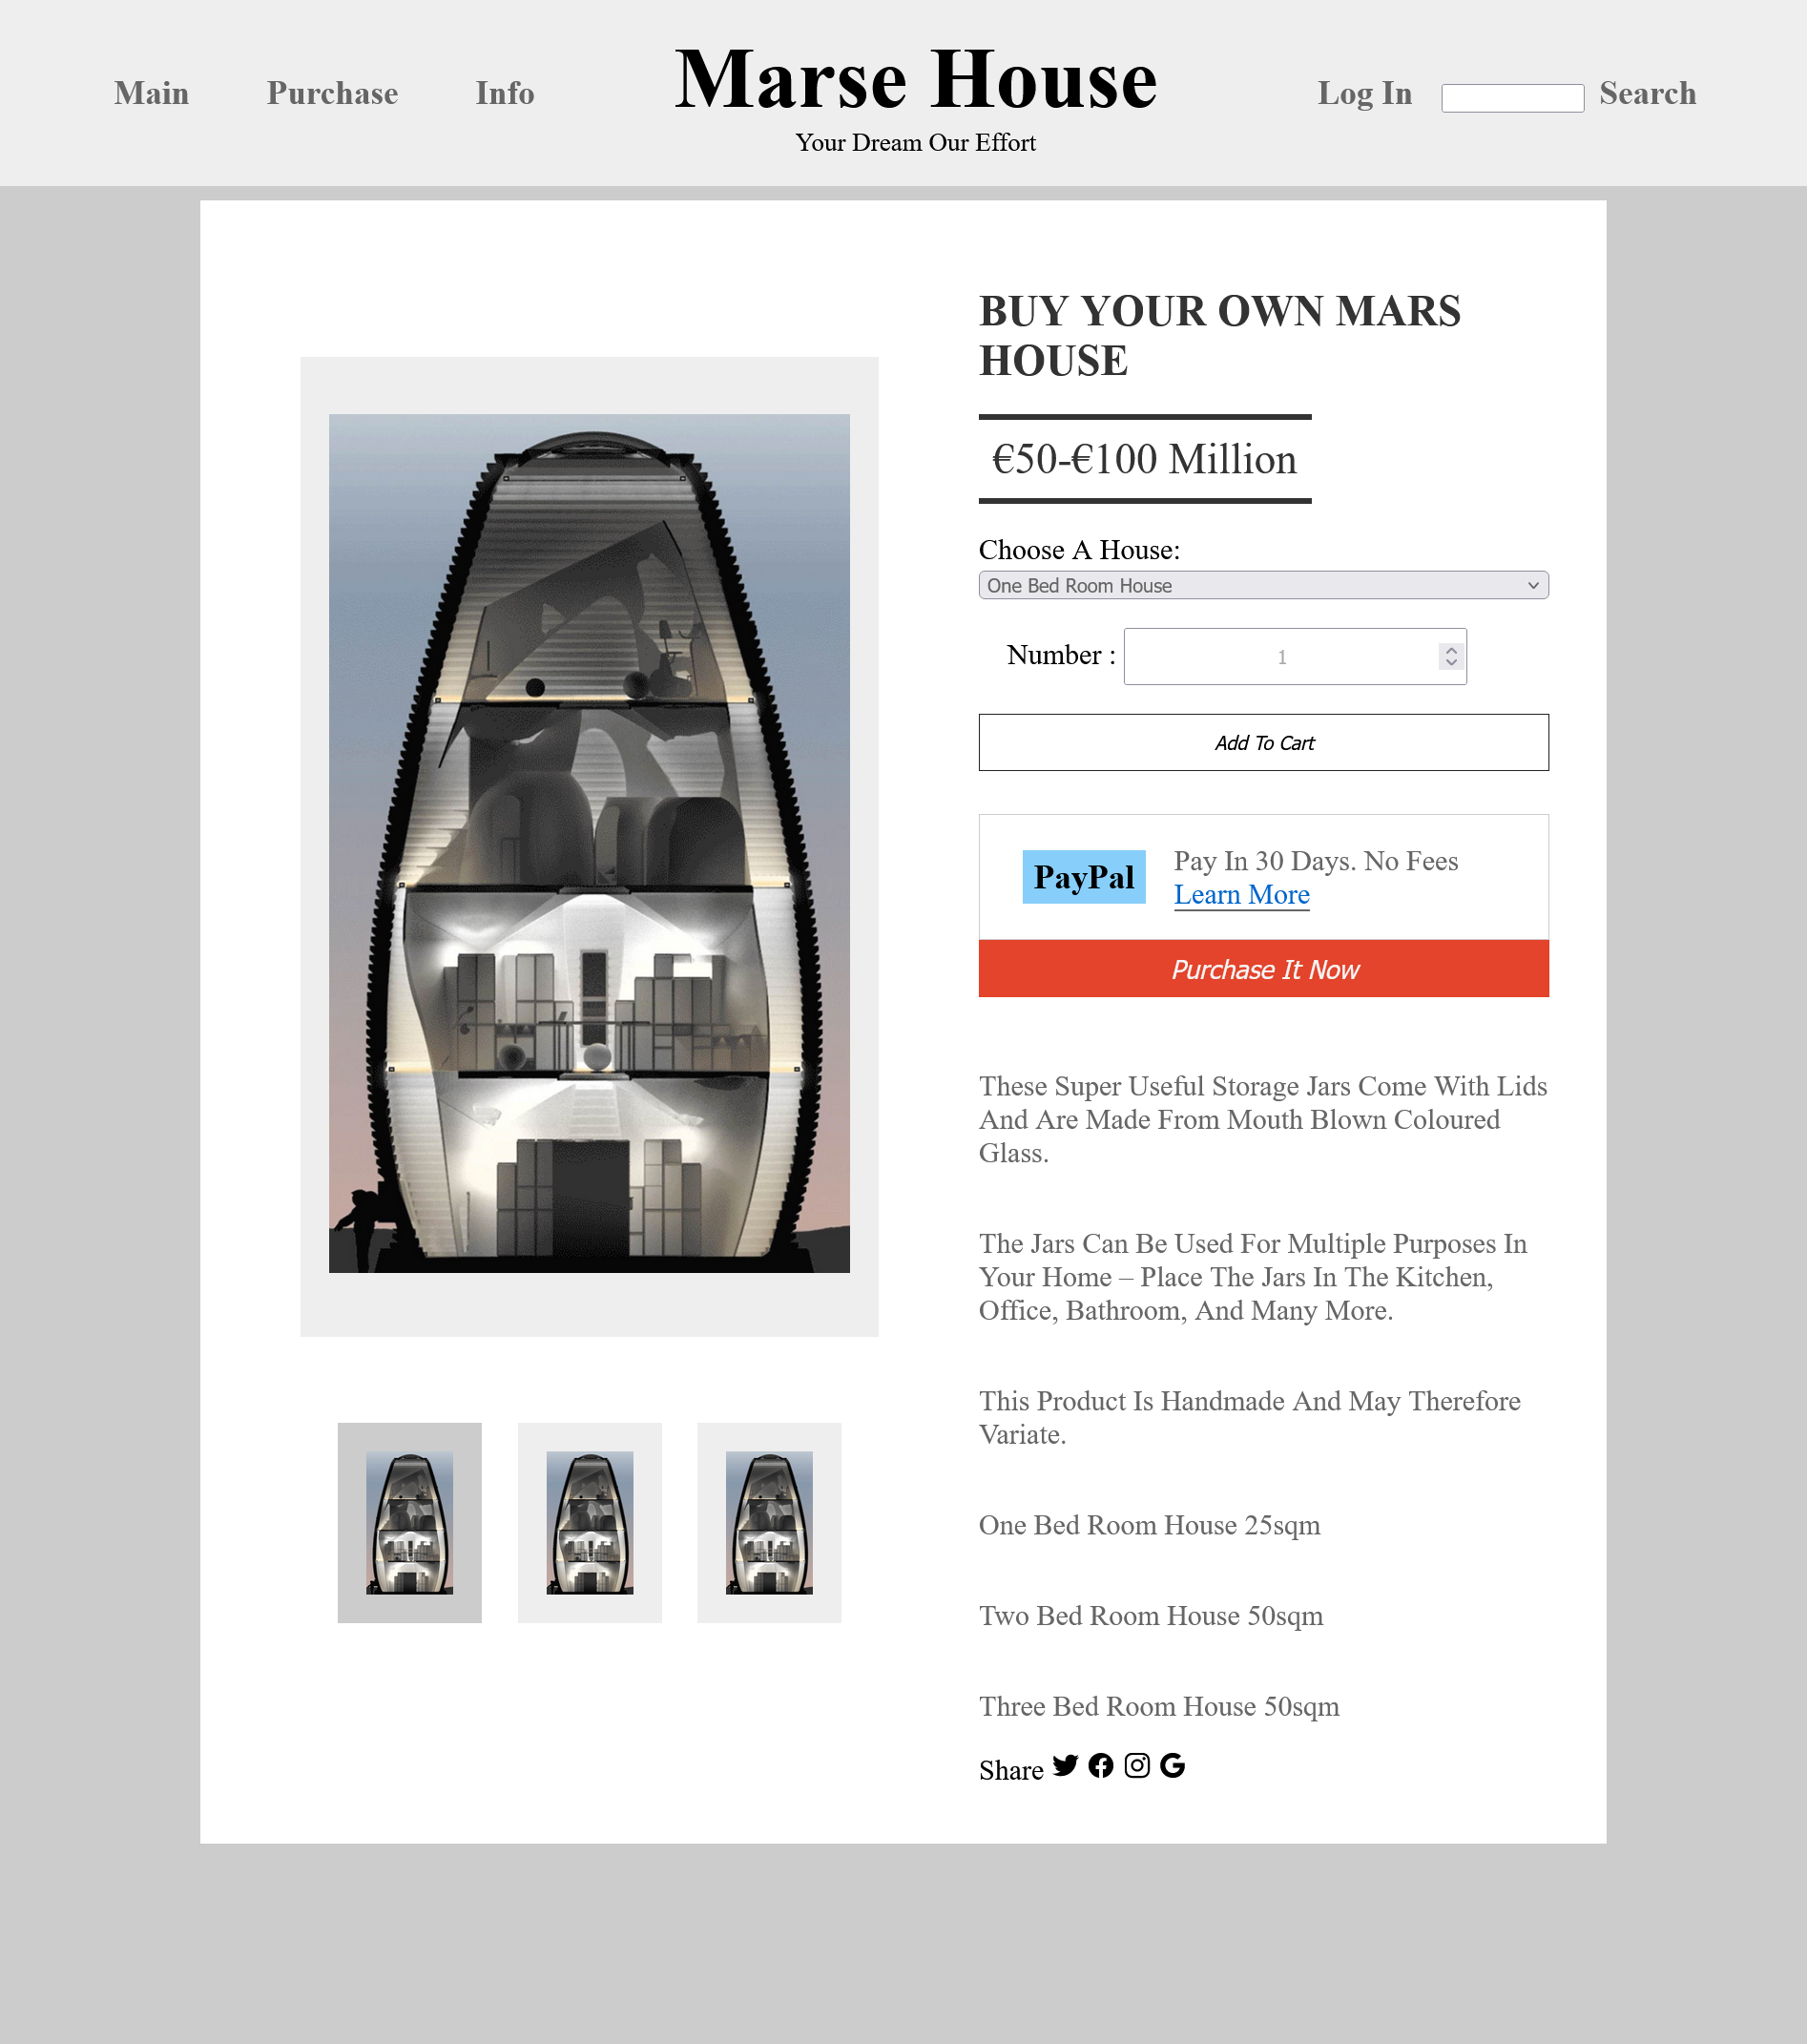 Main
Purchase
Info
Marse House
Your Dream Our Effort
Log In
Search
BUY YOUR OWN MARS
HOUSE
€50-€100 Million
Choose A House:
One Bed Room House
Number :
1
Add To Cart
PayPal
Pay In 30 Days. No Fees
Learn More
Purchase It Now
These Super Useful Storage Jars Come With Lids
And Are Made From Mouth Blown Coloured
Glass.
The Jars Can Be Used For Multiple Purposes In
Your Home – Place The Jars In The Kitchen,
Office, Bathroom, And Many More.
This Product Is Handmade And May Therefore
Variate.
One Bed Room House 25sqm
Two Bed Room House 50sqm
Three Bed Room House 50sqm
Share